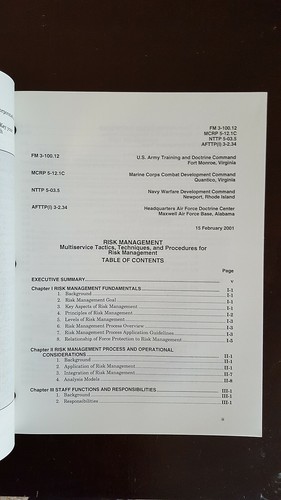 FM 3-100.12
MCRP 5-12.1C
NTTP 5-03.5
AFTTP(I) 3-2.34
FM 3-100.12 U.S. Army Training and Doctrine Command
Fort Monroe, Virginia
MCRP 5-12.1C Marine Corps Combat Development Command
Quantico, Virginia
NTTP 5-03.5 Navy Warfare Development Command
Newport, Rhode Island
AFTTP(I) 3-2.34 Headquarters Air Force Doctrine Center
Maxwell Air Force Base, Alabama
15 February 2001
RISK MANAGEMENT
Multiservice Tactics, Techniques, and Procedures for
Risk Management
TABLE OF CONTENTS
Page
EXECUTIVE SUMMARY v
Chapter I RISK MANAGEMENT FUNDAMENTALS I-1
1. Background I-1
2. Risk Management Goal I-1
3. Key Aspects of Risk Management I-1
4. Principles of Risk Management I-2
5. Levels of Risk Management I-3
6. Risk Management Process Overview I-3
7. Risk Management Process Application Guidelines I-3
8. Relationship of Force Protection to Risk Management I-5
Chapter II RISK MANAGEMENT PROCESS AND OPERATIONAL
CONSIDERATIONS II-1
1. Background II-1
2. Application of Risk Management II-1
3. Integration of Risk Management II-7
4. Analysis Models II-8
Chapter III STAFF FUNCTIONS AND RESPONSIBILITIES III-1
1. Background III-1
2. Responsibilities III-1